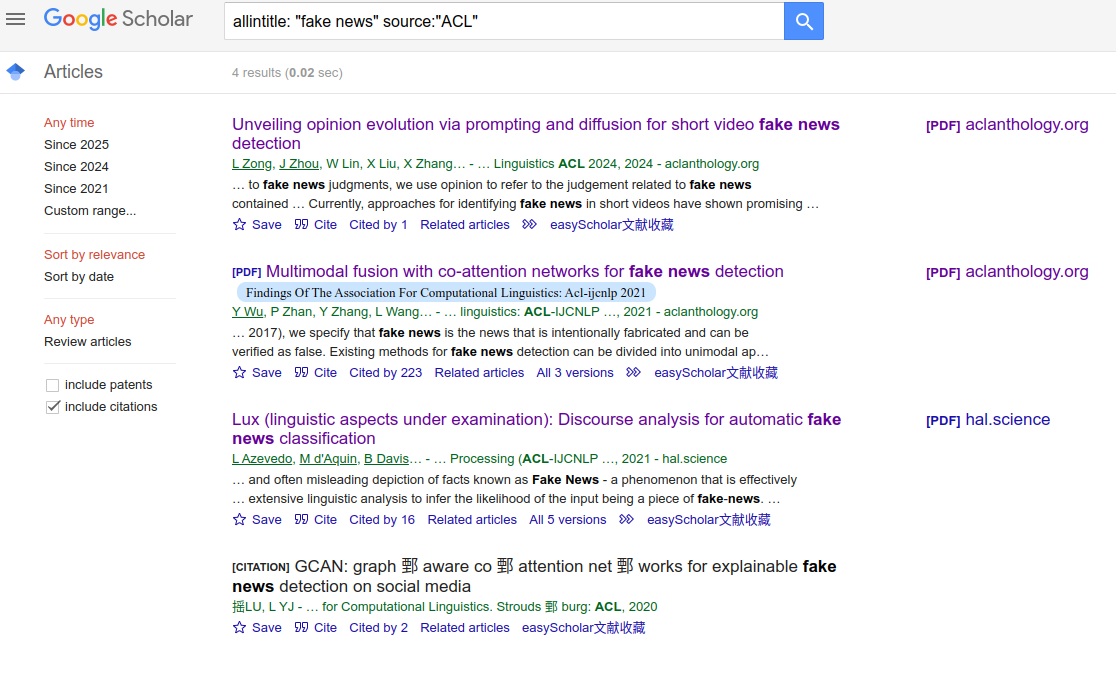 Google Scholar
allintitle: "fake news" source:"ACL"
Articles
4 results (0.02 sec)
Any time
Since 2025
Since 2024
Since 2021
Custom range...
Sort by relevance
Sort by date
Any type
Review articles
include patents
include citations
Unveiling opinion evolution via prompting and diffusion for short video fake news
detection
[PDF] aclanthology.org
L Zong, J Zhou, W Lin, X Liu, X Zhang… - … Linguistics ACL 2024, 2024 - aclanthology.org
… to fake news judgments, we use opinion to refer to the judgement related to fake news
contained … Currently, approaches for identifying fake news in short videos have shown promising …
Save Cite Cited by 1 Related articles easyScholar文献收藏
[PDF] Multimodal fusion with co-attention networks for fake news detection
[PDF] aclanthology.org
Findings Of The Association For Computational Linguistics: Acl-ijcnlp 2021
Y Wu, P Zhan, Y Zhang, L Wang… - … linguistics: ACL-IJCNLP …, 2021 - aclanthology.org
… 2017), we specify that fake news is the news that is intentionally fabricated and can be
verified as false. Existing methods for fake news detection can be divided into unimodal ap…
Save Cite Cited by 223 Related articles All 3 versions easyScholar文献收藏
Lux (linguistic aspects under examination): Discourse analysis for automatic fake
news classification
[PDF] hal.science
L Azevedo, M d'Aquin, B Davis… - … Processing (ACL-IJCNLP …, 2021 - hal.science
… and often misleading depiction of facts known as Fake News - a phenomenon that is effectively
… extensive linguistic analysis to infer the likelihood of the input being a piece of fake-news. …
Save Cite Cited by 16 Related articles All 5 versions easyScholar文献收藏
[CITATION] GCAN: graph 鄄 aware co 鄄 attention net 鄄 works for explainable fake
news detection on social media
摇LU, L YJ - … for Computational Linguistics. Strouds 鄄 burg: ACL, 2020
Save Cite Cited by 2 Related articles easyScholar文献收藏